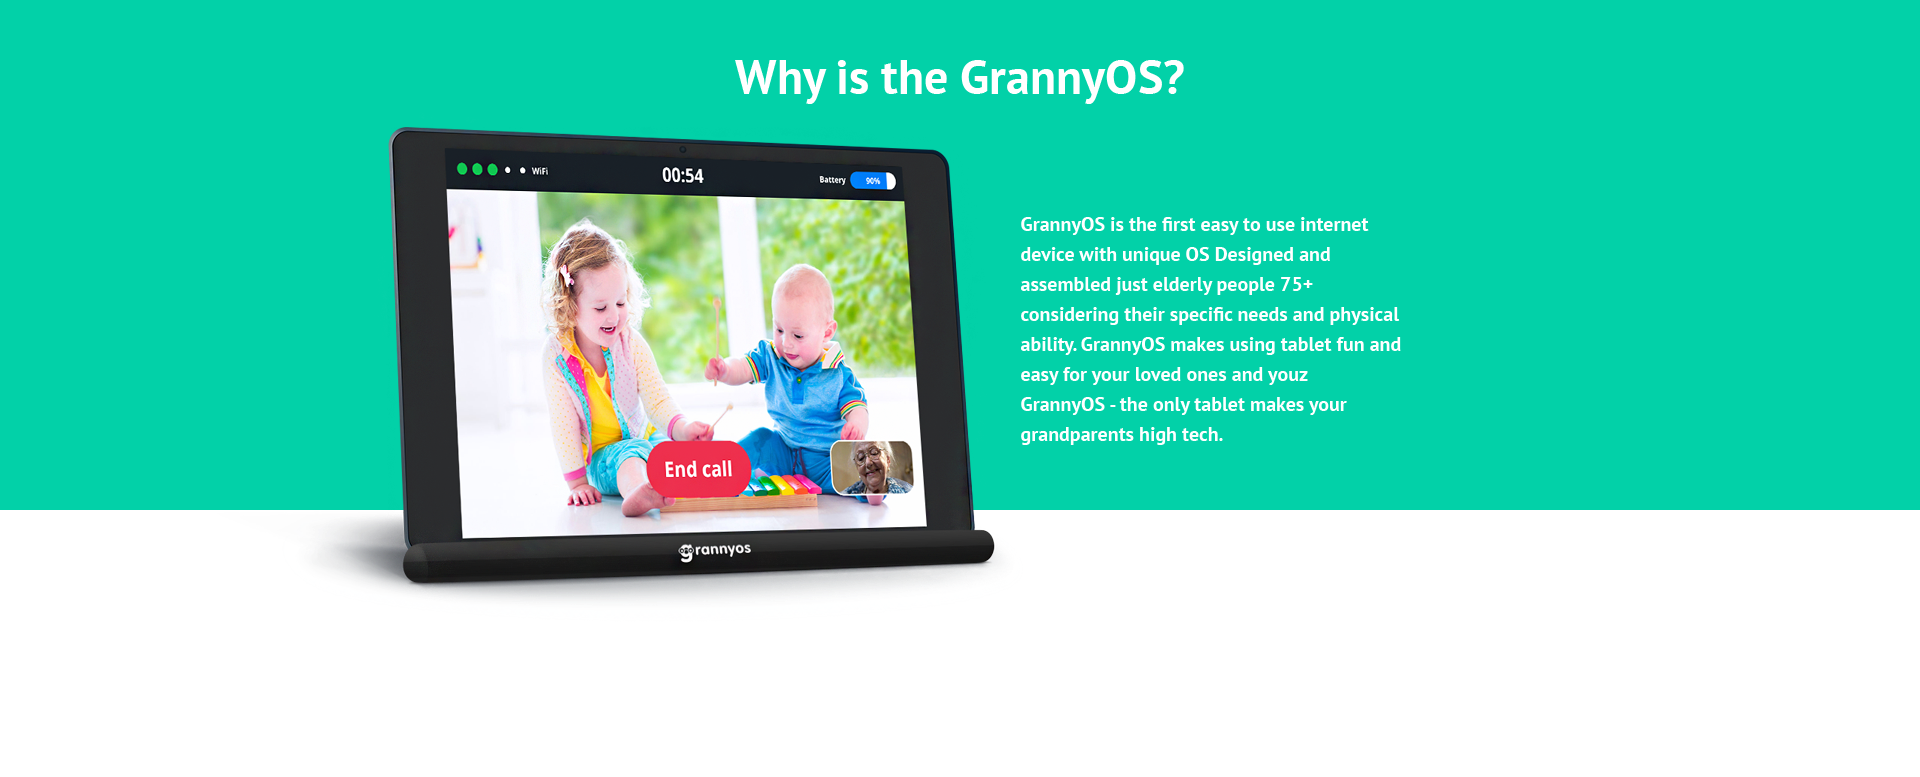 Why is the GrannyOS?
WiFi
00:54
Battery 90%
End call
grannyos
GrannyOS is the first easy to use internet
device with unique OS Designed and
assembled just elderly people 75+
considering their specific needs and physical
ability. GrannyOS makes using tablet fun and
easy for your loved ones and youz
GrannyOS - the only tablet makes your
grandparents high tech.